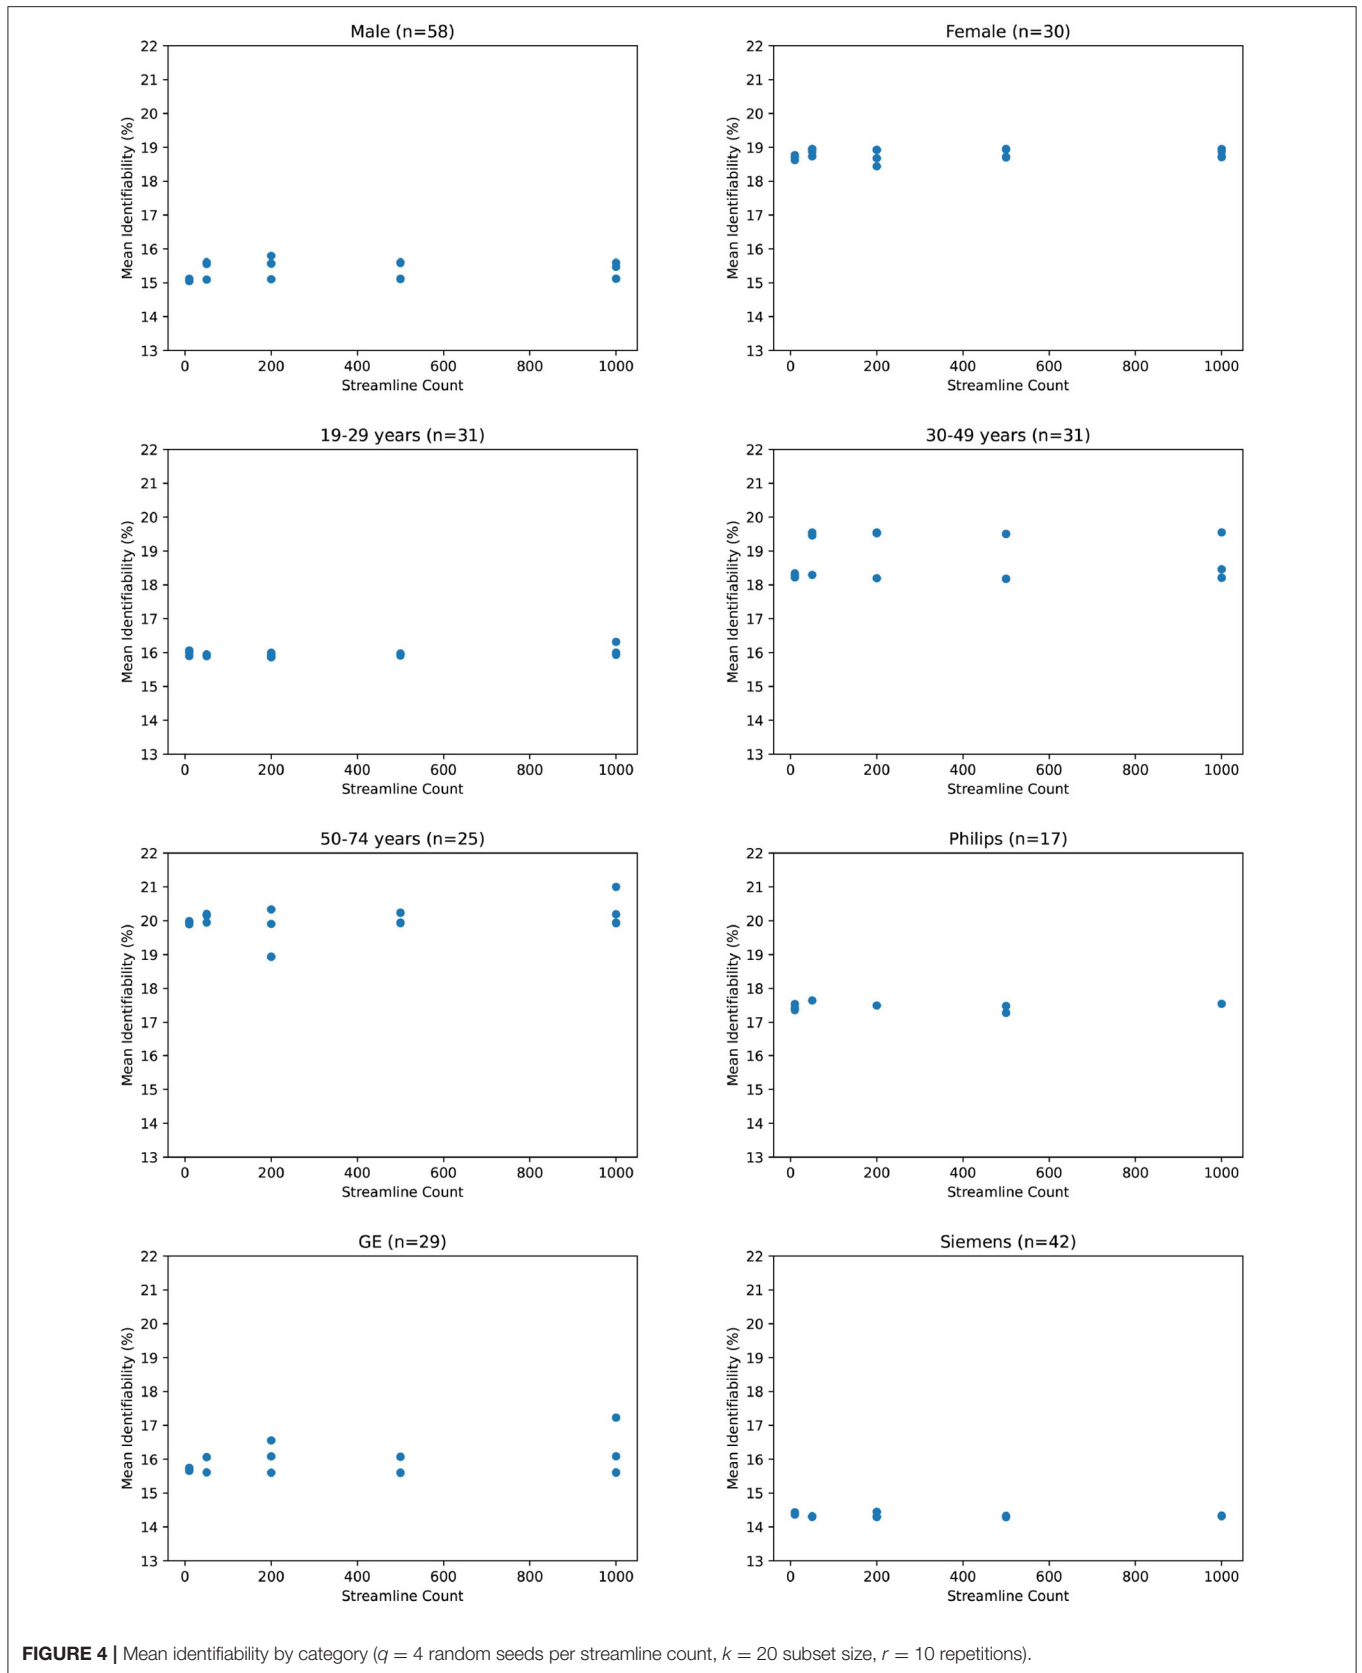 Male (n=58)
22
21
20
19
18
17
16
15
14
13
Mean Identifiability (%)
0 200 400 600 800 1000
Streamline Count
Female (n=30)
22
21
20
19
18
17
16
15
14
13
Mean Identifiability (%)
0 200 400 600 800 1000
Streamline Count
19-29 years (n=31)
22
21
20
19
18
17
16
15
14
13
Mean Identifiability (%)
0 200 400 600 800 1000
Streamline Count
30-49 years (n=31)
22
21
20
19
18
17
16
15
14
13
Mean Identifiability (%)
0 200 400 600 800 1000
Streamline Count
50-74 years (n=25)
22
21
20
19
18
17
16
15
14
13
Mean Identifiability (%)
0 200 400 600 800 1000
Streamline Count
Philips (n=17)
22
21
20
19
18
17
16
15
14
13
Mean Identifiability (%)
0 200 400 600 800 1000
Streamline Count
GE (n=29)
22
21
20
19
18
17
16
15
14
13
Mean Identifiability (%)
0 200 400 600 800 1000
Streamline Count
Siemens (n=42)
22
21
20
19
18
17
16
15
14
13
Mean Identifiability (%)
0 200 400 600 800 1000
Streamline Count
FIGURE 4 | Mean identifiability by category (q = 4 random seeds per streamline count, k = 20 subset size, r = 10 repetitions).